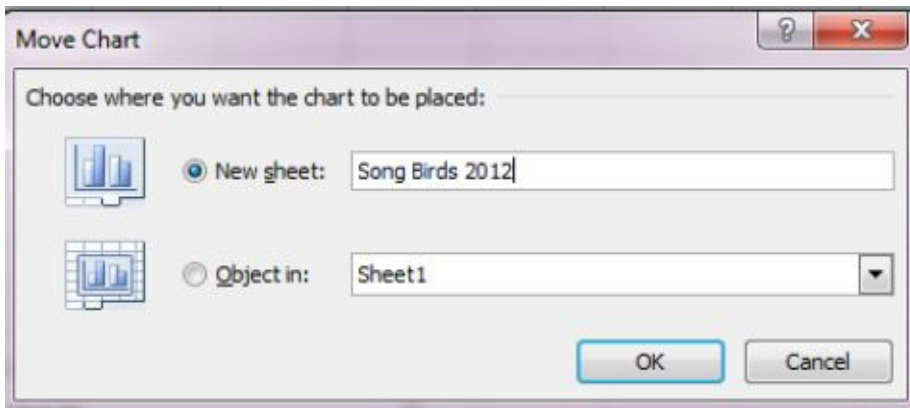 Move Chart
?
X
Choose where you want the chart to be placed:
New sheet: Song Birds 2012
Object in: Sheet1
OK Cancel